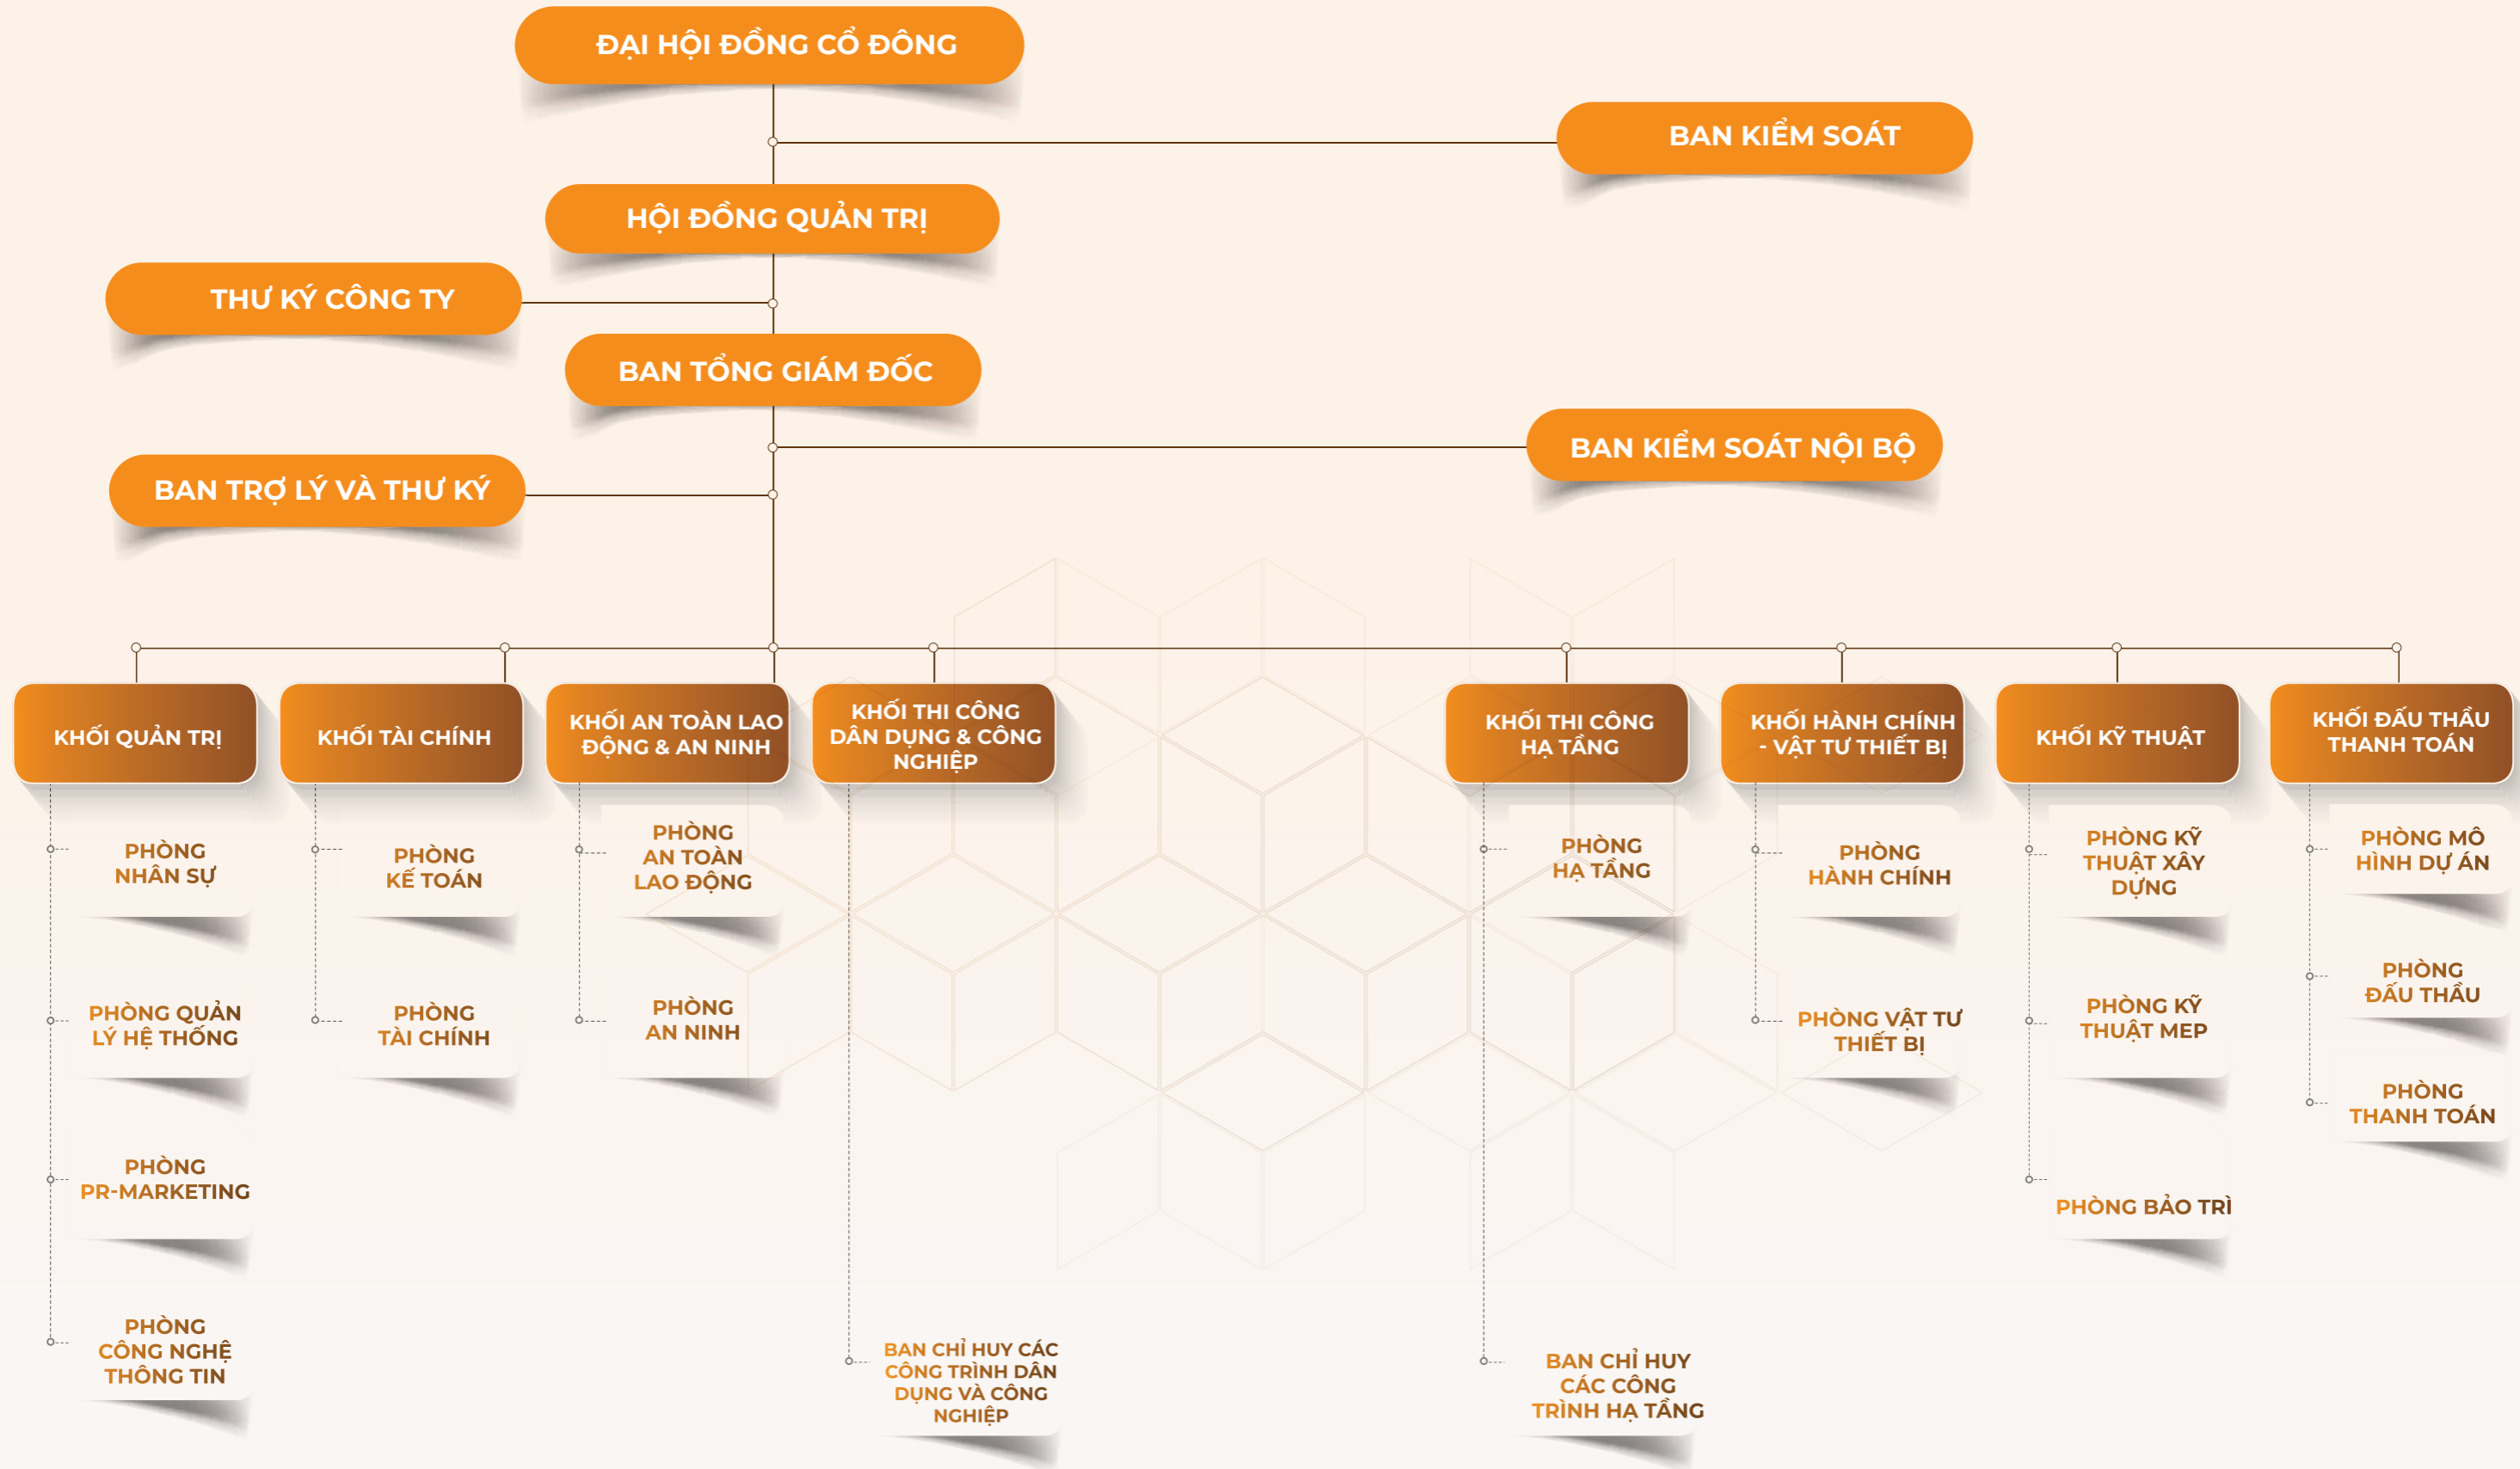 ĐẠI HỘI ĐỒNG CỔ ĐÔNG
BAN KIỂM SOÁT
HỘI ĐỒNG QUẢN TRỊ
THƯ KÝ CÔNG TY
BAN TỔNG GIÁM ĐỐC
BAN KIỂM SOÁT NỘI BỘ
BAN TRỢ LÝ VÀ THƯ KÝ
KHỐI QUẢN TRỊ
PHÒNG
NHÂN SỰ
PHÒNG QUẢN
LÝ HỆ THỐNG
PHÒNG
PR-MARKETING
PHÒNG
CÔNG NGHỆ
THÔNG TIN
KHỐI TÀI CHÍNH
PHÒNG
KẾ TOÁN
PHÒNG
TÀI CHÍNH
KHỐI AN TOÀN LAO
ĐỘNG & AN NINH
PHÒNG
AN TOÀN
LAO ĐỘNG
PHÒNG
AN NINH
KHỐI THI CÔNG
DÂN DỤNG & CÔNG
NGHIỆP
BAN CHỈ HUY CÁC
CÔNG TRÌNH DÂN
DỤNG VÀ CÔNG
NGHIỆP
KHỐI THI CÔNG
HẠ TẦNG
PHÒNG
HẠ TẦNG
BAN CHỈ HUY
CÁC CÔNG
TRÌNH HẠ TẦNG
KHỐI HÀNH CHÍNH
- VẬT TƯ THIẾT BỊ
PHÒNG
HÀNH CHÍNH
PHÒNG VẬT TƯ
THIẾT BỊ
KHỐI KỸ THUẬT
PHÒNG KỸ
THUẬT XÂY
DỰNG
PHÒNG KỸ
THUẬT MEP
PHÒNG BẢO TRÌ
KHỐI ĐẤU THẦU
THANH TOÁN
PHÒNG MÔ
HÌNH DỰ ÁN
PHÒNG
ĐẤU THẦU
PHÒNG
THANH TOÁN